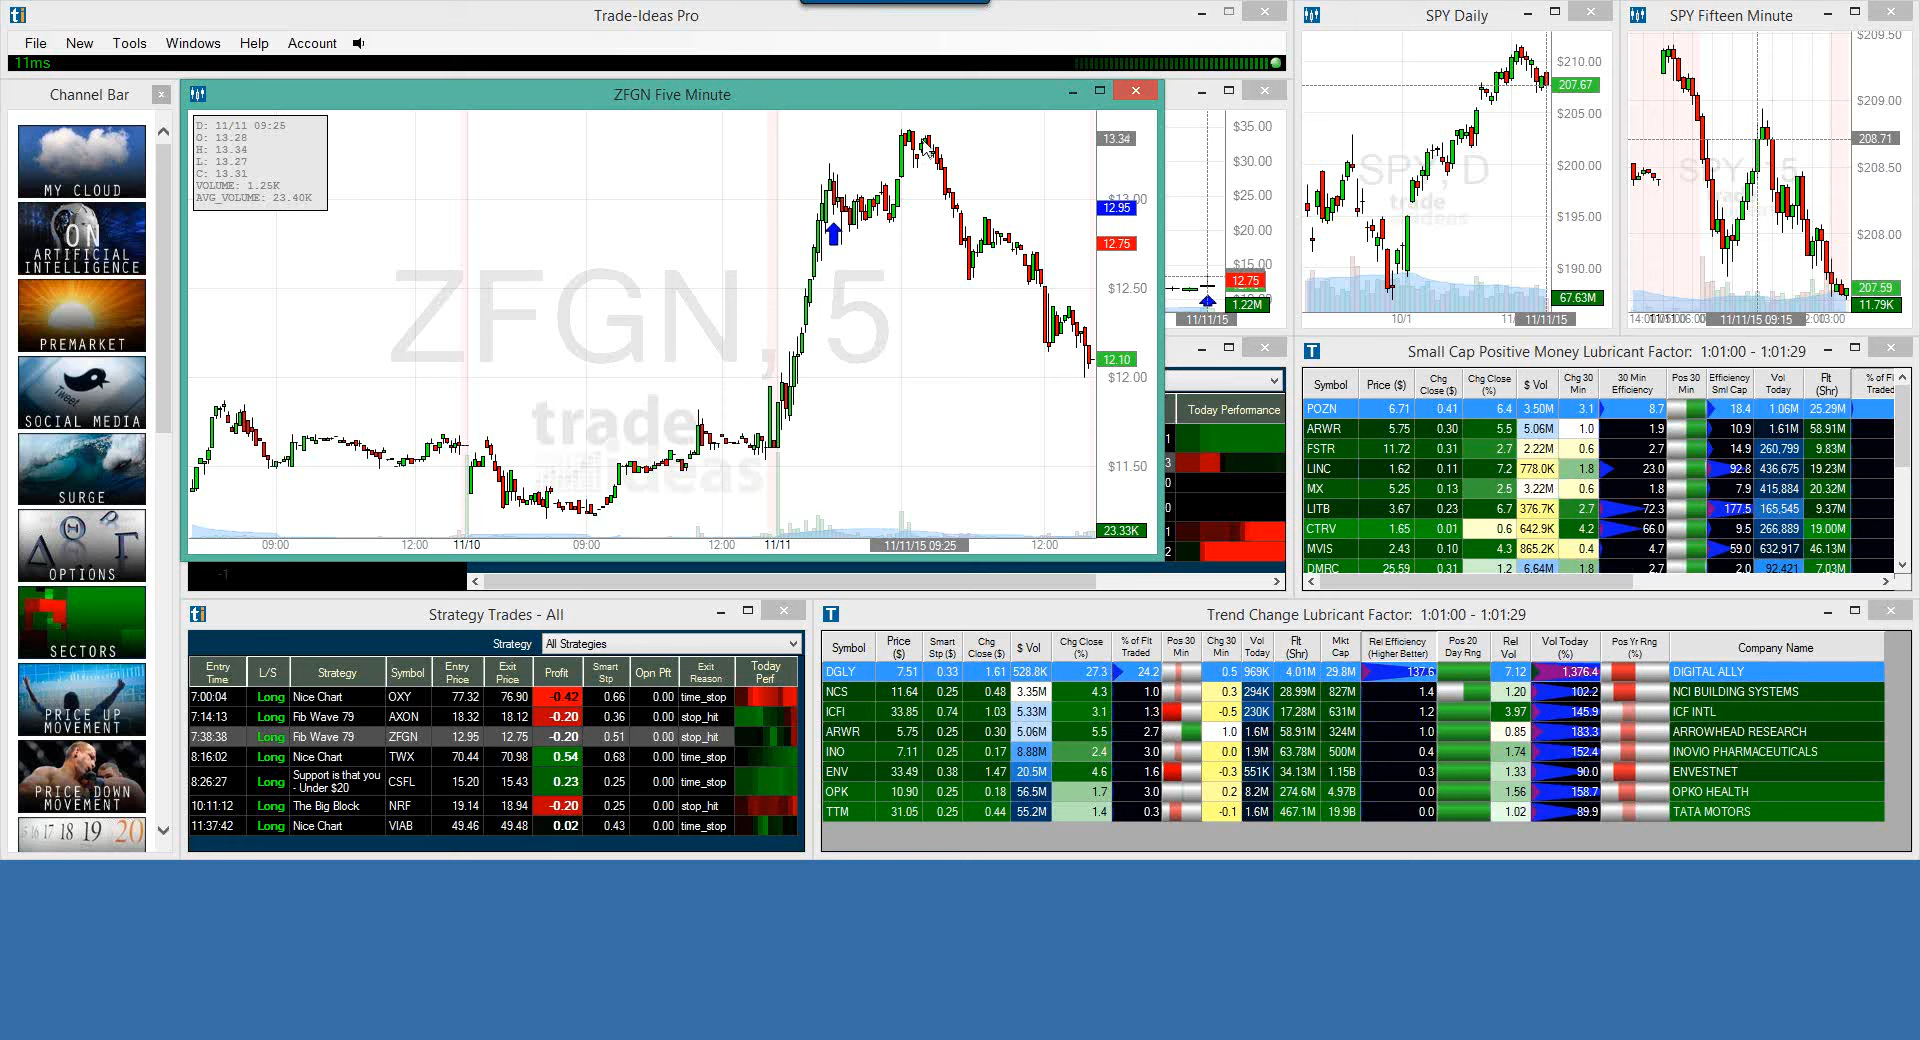 Trade-Ideas Pro
File New Tools Windows Help Account
11ms
Channel Bar
MY CLOUD
ON
ARTIFICIAL
INTELLIGENCE
PREMARKET
Tweet
SOCIAL MEDIA
SURGE
OPTIONS
SECTORS
PRICE UP
MOVEMENT
PRICE DOWN
MOVEMENT
17 18 19 20
ZFGN Five Minute
D: 11/11 09:25
O: 13.28
H: 13.34
L: 13.27
C: 13.31
VOLUME: 1.25K
AVG_VOLUME: 23.40K
ZFGN, 5
trade
ideas
13.34
12.95
12.75
$12.50
12.10
$12.00
$11.50
23.33K
09:00 12:00 11/10 09:00 12:00 11/11 11/11/15 09:25 12:00
-1
$35.00
$30.00
$25.00
$20.00
$15.00
12.75
1.22M
11/11/15
Today Performance
SPY Daily
SPY, D
trade
ideas
$210.00
207.67
$205.00
$200.00
$195.00
$190.00
67.63M
10/1 11/11/15
SPY Fifteen Minute
SPY, 15
$209.50
$209.00
208.71
$208.50
$208.00
207.59
11.79K
11/11/15 09:15
Small Cap Positive Money Lubricant Factor: 1:01:00 - 1:01:29
Symbol Price ($) Chg Close ($) Chg Close (%) $ Vol Chg 30 Min 30 Min Efficiency Pos 30 Min Efficiency Sml Cap Vol Today Flt (Shr) % of Fl Traded
POZN 6.71 0.41 6.4 3.50M 3.1 8.7 18.4 1.06M 25.29M
ARWR 5.75 0.30 5.5 5.06M 1.0 1.9 10.9 1.61M 58.91M
FSTR 11.72 0.31 2.7 2.22M 0.6 2.7 14.9 260,799 9.83M
LINC 1.62 0.11 7.2 778.0K 1.8 23.0 92.8 436,675 19.23M
MX 5.25 0.13 2.5 3.22M 0.6 1.8 7.9 415,884 20.32M
LITB 3.67 0.23 6.7 376.7K 2.7 72.3 177.5 165,545 9.37M
CTRV 1.65 0.01 0.6 642.9K 4.2 66.0 9.5 266,889 19.00M
MVIS 2.43 0.10 4.3 865.2K 0.4 4.7 59.0 632,917 46.13M
DMRC 25.59 0.31 1.2 6.64M 1.8 2.7 2.0 92,421 7.03M
Strategy Trades - All
Strategy All Strategies
Entry Time L/S Strategy Symbol Entry Price Exit Price Profit Smart Stp Opn Pft Exit Reason Today Perf
7:00:04 Long Nice Chart OXY 77.32 76.90 -0.42 0.66 0.00 time_stop
7:14:13 Long Fib Wave 79 AXON 18.32 18.12 -0.20 0.36 0.00 stop_hit
7:38:38 Long Fib Wave 79 ZFGN 12.95 12.75 -0.20 0.51 0.00 stop_hit
8:16:02 Long Nice Chart TWX 70.44 70.98 0.54 0.68 0.00 time_stop
8:26:27 Long Support is that you - Under $20 CSFL 15.20 15.43 0.23 0.25 0.00 time_stop
10:11:12 Long The Big Block NRF 19.14 18.94 -0.20 0.25 0.00 stop_hit
11:37:42 Long Nice Chart VIAB 49.46 49.48 0.02 0.43 0.00 time_stop
Trend Change Lubricant Factor: 1:01:00 - 1:01:29
Symbol Price ($) Smart Stp ($) Chg Close ($) $ Vol Chg Close (%) % of Flt Traded Pos 30 Min Chg 30 Min Vol Today Flt (Shr) Mkt Cap Rel Efficiency (Higher Better) Pos 20 Day Rng Rel Vol Vol Today (%) Pos Yr Rng (%) Company Name
DGLY 7.51 0.33 1.61 528.8K 27.3 24.2 0.5 969K 4.01M 29.8M 137.6 7.12 1,376.4 DIGITAL ALLY
NCS 11.64 0.25 0.48 3.35M 4.3 1.0 0.3 294K 28.99M 827M 1.4 1.20 102.2 NCI BUILDING SYSTEMS
ICFI 33.85 0.74 1.03 5.33M 3.1 1.3 -0.5 230K 17.28M 631M 1.2 3.97 145.9 ICF INTL
ARWR 5.75 0.25 0.30 5.06M 5.5 2.7 1.0 1.6M 58.91M 324M 1.0 0.85 183.3 ARROWHEAD RESEARCH
INO 7.11 0.25 0.17 8.88M 2.4 3.0 0.0 1.9M 63.78M 500M 0.4 1.74 152.4 INOVIO PHARMACEUTICALS
ENV 33.49 0.38 1.47 20.5M 4.6 1.6 -0.3 551K 34.13M 1.15B 0.3 1.33 90.0 ENVESTNET
OPK 10.90 0.25 0.18 56.5M 1.7 3.0 0.2 8.2M 274.6M 4.97B 0.0 1.56 158.7 OPKO HEALTH
TTM 31.05 0.25 0.44 55.2M 1.4 0.3 -0.1 1.6M 467.1M 19.9B 0.0 1.02 89.9 TATA MOTORS